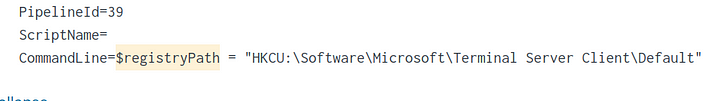 PipelineId=39
ScriptName=
CommandLine=$registryPath = "HKCU:\Software\Microsoft\Terminal Server Client\Default"